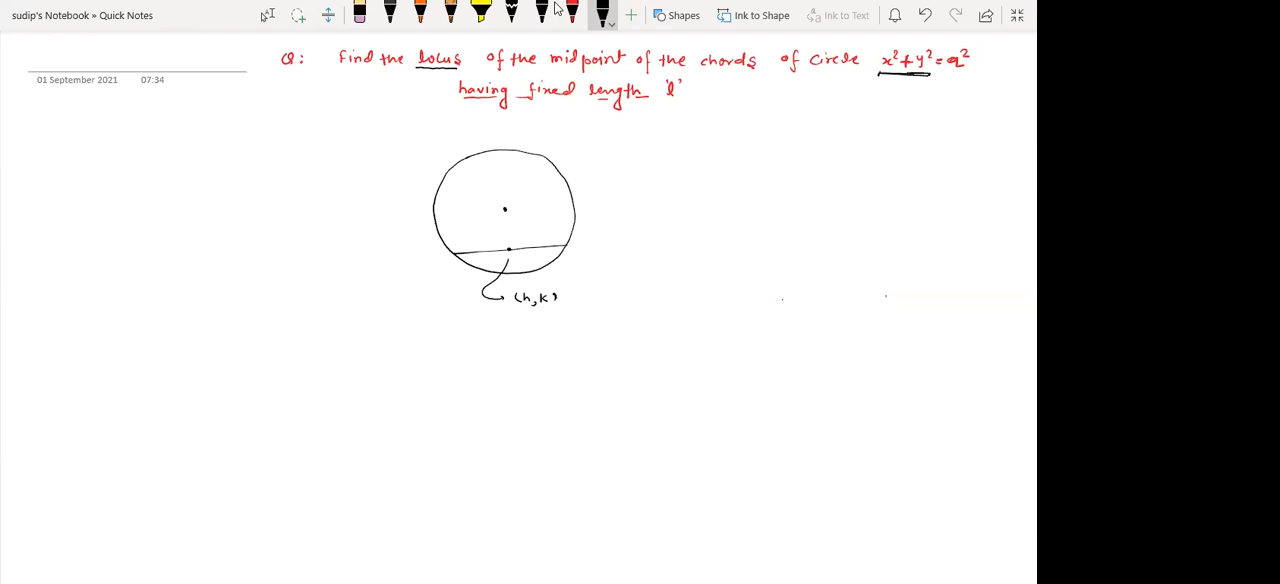 sudip's Notebook » Quick Notes
Shapes
Ink to Shape
Ink to Text
Q: Find the locus of the midpoint of the chords of circle x²+y²=a²
having fixed length 'l'
01 September 2021 07:34
(h,k)